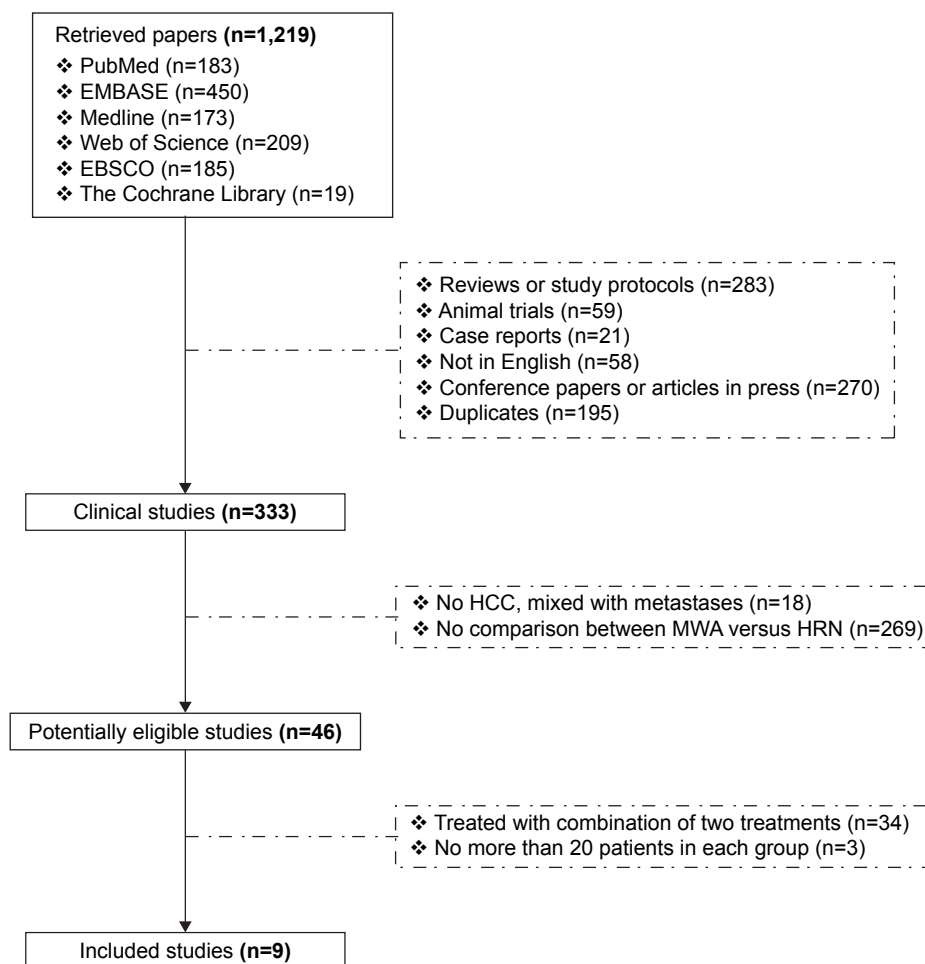 Retrieved papers (n=1,219)
❖ PubMed (n=183)
❖ EMBASE (n=450)
❖ Medline (n=173)
❖ Web of Science (n=209)
❖ EBSCO (n=185)
❖ The Cochrane Library (n=19)
❖ Reviews or study protocols (n=283)
❖ Animal trials (n=59)
❖ Case reports (n=21)
❖ Not in English (n=58)
❖ Conference papers or articles in press (n=270)
❖ Duplicates (n=195)
Clinical studies (n=333)
❖ No HCC, mixed with metastases (n=18)
❖ No comparison between MWA versus HRN (n=269)
Potentially eligible studies (n=46)
❖ Treated with combination of two treatments (n=34)
❖ No more than 20 patients in each group (n=3)
Included studies (n=9)